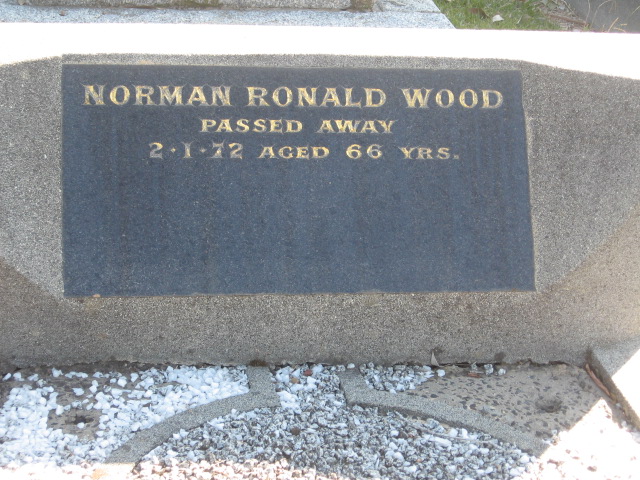 NORMAN RONALD WOOD
PASSED AWAY
2·1·72 AGED 66 YRS.